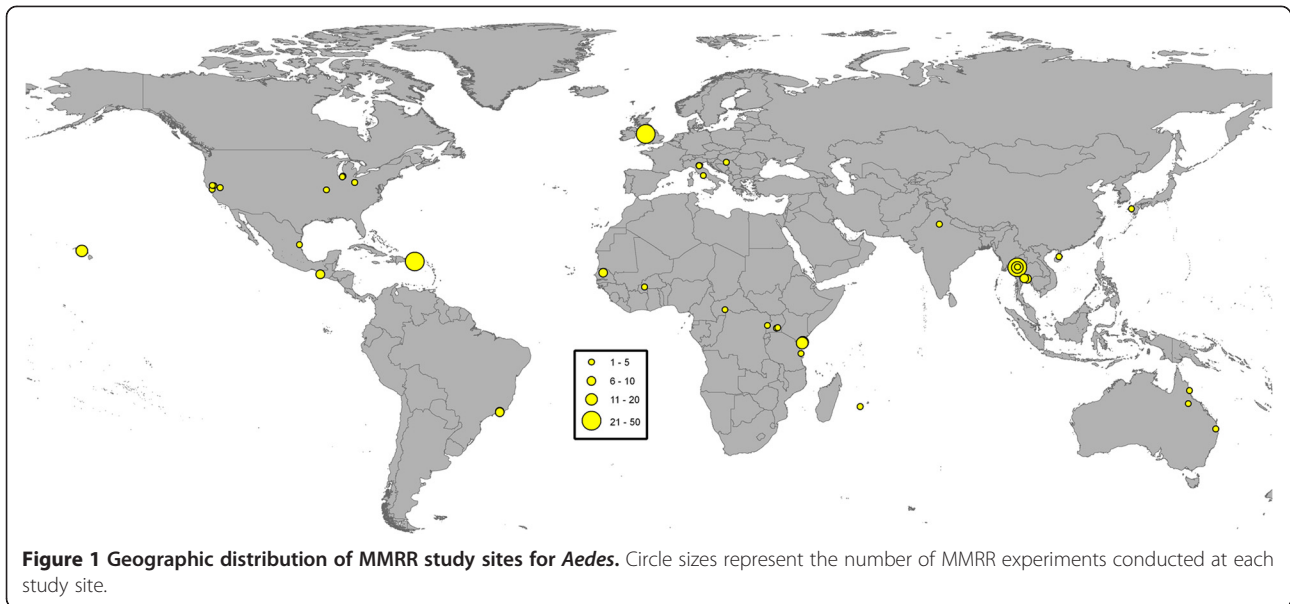 1 - 5
6 - 10
11 - 20
21 - 50
Figure 1 Geographic distribution of MMRR study sites for Aedes. Circle sizes represent the number of MMRR experiments conducted at each
study site.